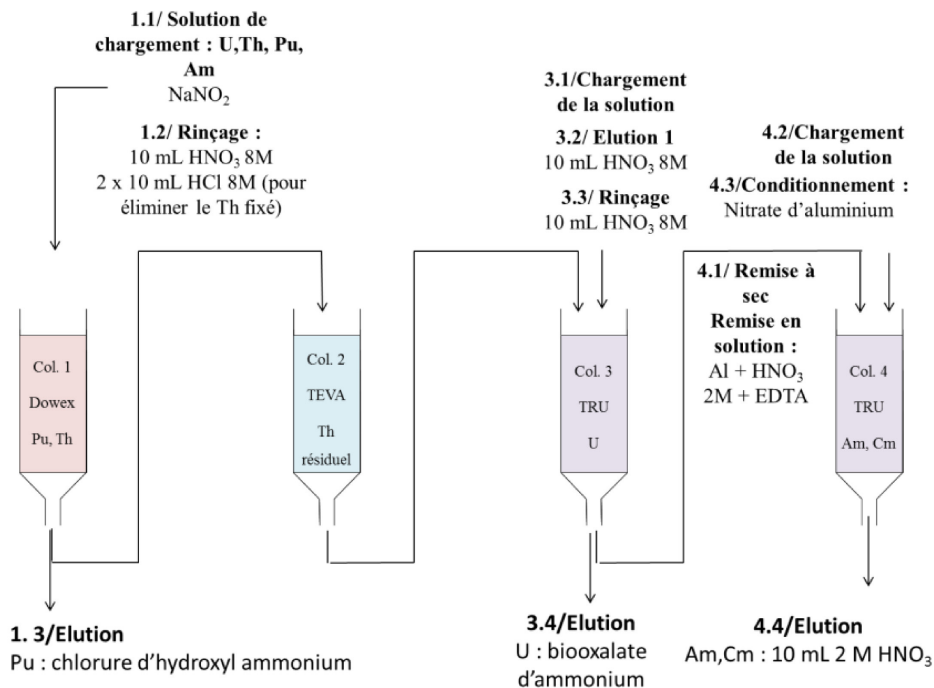 1.1/ Solution de
chargement : U,Th, Pu,
Am
NaNO₂
1.2/ Rinçage :
10 mL HNO₃ 8M
2 x 10 mL HCl 8M (pour
éliminer le Th fixé)
3.1/Chargement
de la solution
3.2/ Elution 1
10 mL HNO₃ 8M
3.3/ Rinçage
10 mL HNO₃ 8M
4.2/Chargement
de la solution
4.3/Conditionnement :
Nitrate d’aluminium
4.1/ Remise à
sec
Remise en
solution :
Al + HNO₃
2M + EDTA
Col. 1
Dowex
Pu, Th
Col. 2
TEVA
Th
résiduel
Col. 3
TRU
U
Col. 4
TRU
Am, Cm
1. 3/Elution
Pu : chlorure d’hydroxyl ammonium
3.4/Elution
U : biooxalate
d’ammonium
4.4/Elution
Am,Cm : 10 mL 2 M HNO₃